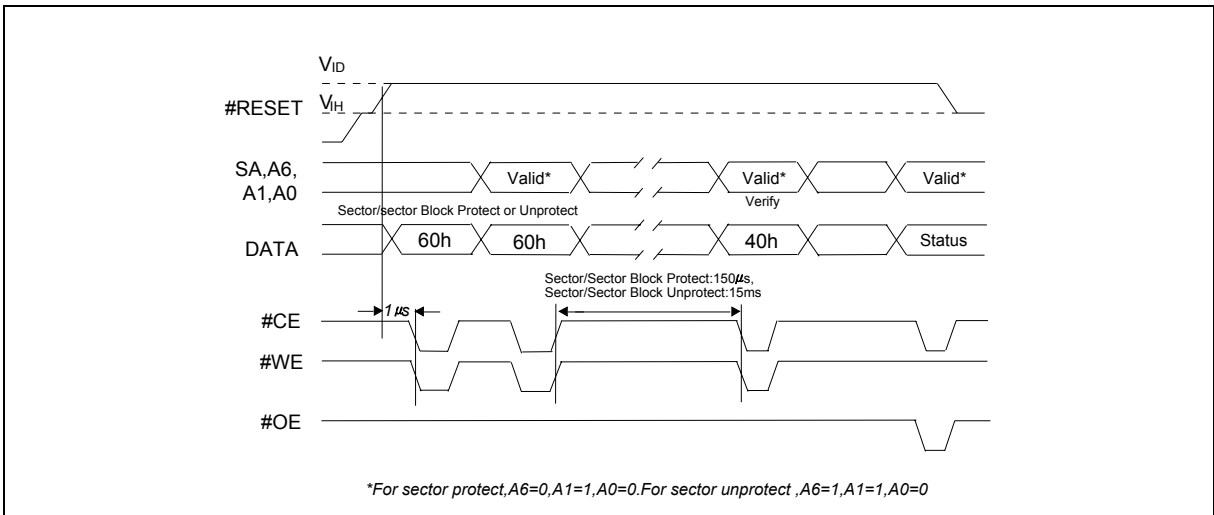 VID
#RESET VIH
SA,A6,
A1,A0
Valid* Valid* Valid*
Verify
Sector/sector Block Protect or Unprotect
DATA 60h 60h 40h Status
Sector/Sector Block Protect:150µs,
Sector/Sector Block Unprotect:15ms
1µs
#CE
#WE
#OE
*For sector protect,A6=0,A1=1,A0=0.For sector unprotect ,A6=1,A1=1,A0=0